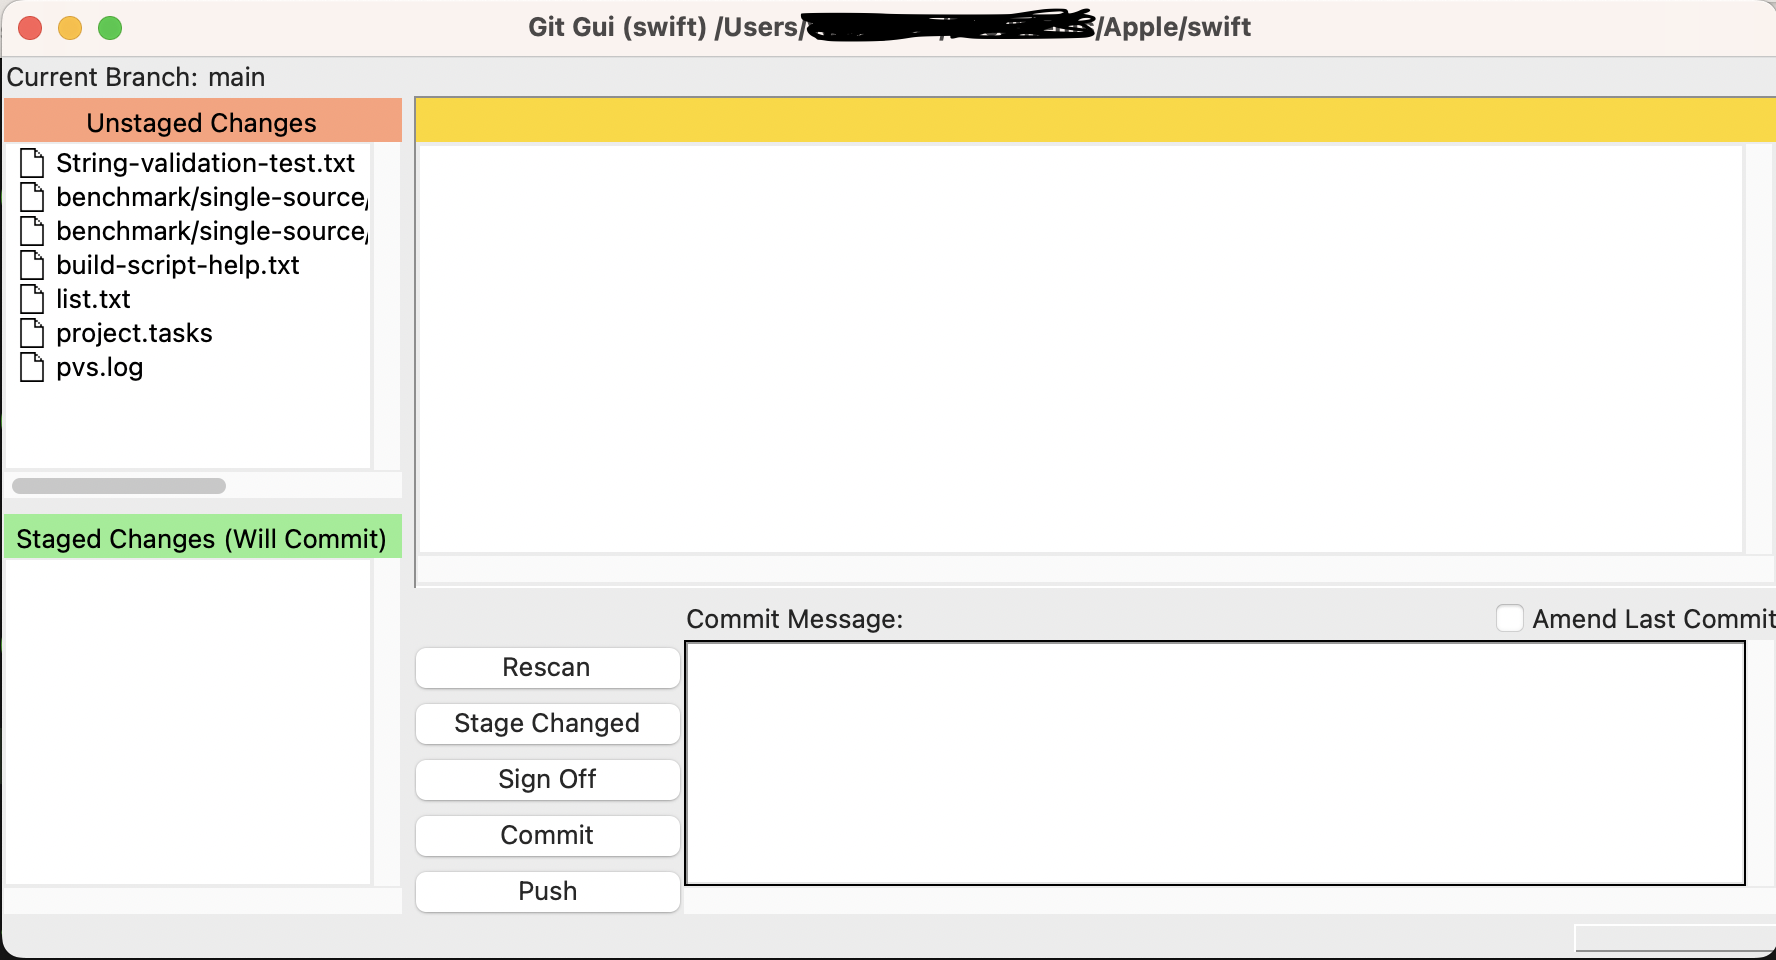 Git Gui (swift) /Users/ /Apple/swift
Current Branch: main
Unstaged Changes
String-validation-test.txt
benchmark/single-source/
benchmark/single-source/
build-script-help.txt
list.txt
project.tasks
pvs.log
Staged Changes (Will Commit)
Commit Message:
Amend Last Commit
Rescan
Stage Changed
Sign Off
Commit
Push